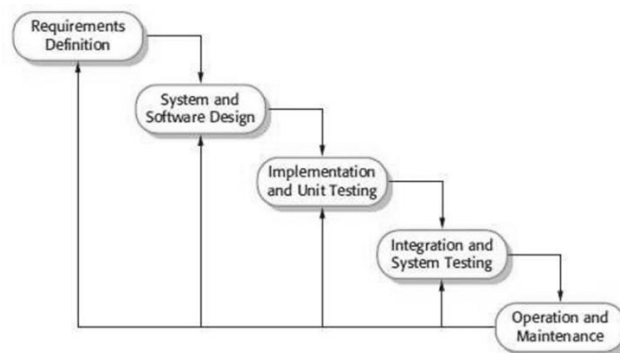 Requirements
Definition
System and
Software Design
Implementation
and Unit Testing
Integration and
System Testing
Operation and
Maintenance